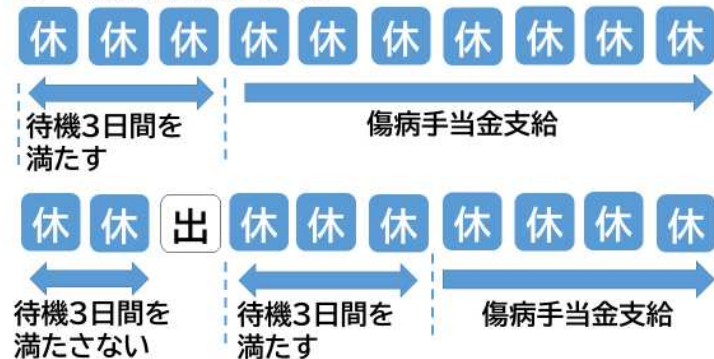 休 休 休 休 休 休 休 休 休 休
待機3日間を
満たす
傷病手当金支給
休 休 出 休 休 休 休 休 休 休
待機3日間を
満たさない
待機3日間を
満たす
傷病手当金支給